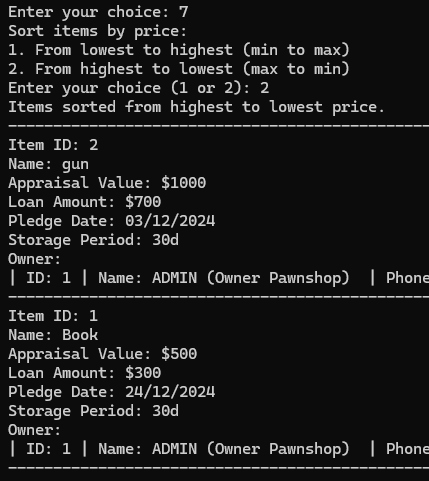 Enter your choice: 7
Sort items by price:
1. From lowest to highest (min to max)
2. From highest to lowest (max to min)
Enter your choice (1 or 2): 2
Items sorted from highest to lowest price.
-----------------------------------------------
Item ID: 2
Name: gun
Appraisal Value: $1000
Loan Amount: $700
Pledge Date: 03/12/2024
Storage Period: 30d
Owner:
| ID: 1 | Name: ADMIN (Owner Pawnshop)  | Phone
-----------------------------------------------
Item ID: 1
Name: Book
Appraisal Value: $500
Loan Amount: $300
Pledge Date: 24/12/2024
Storage Period: 30d
Owner:
| ID: 1 | Name: ADMIN (Owner Pawnshop)  | Phone
-----------------------------------------------